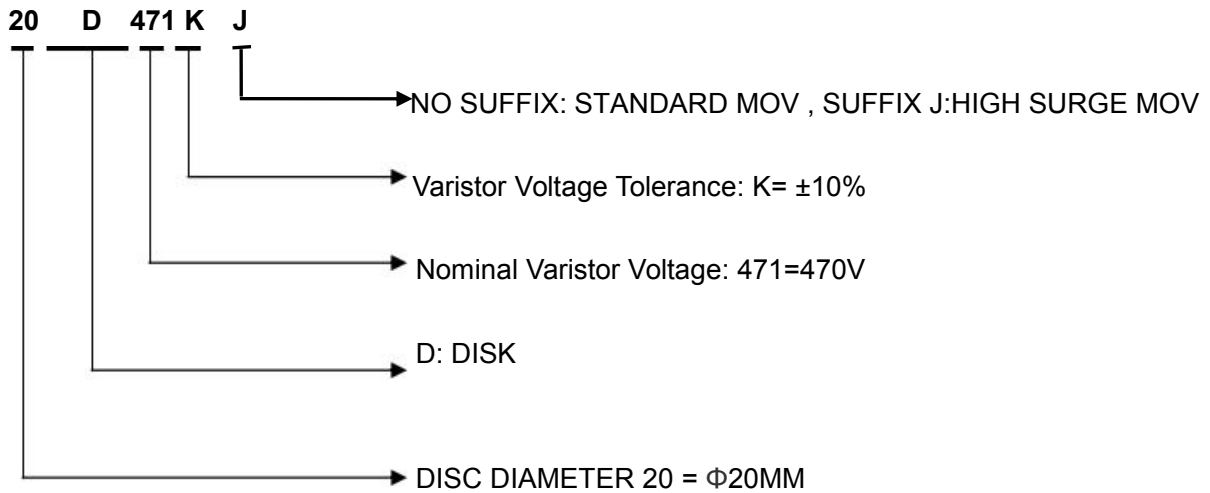 20 D 471 K J
NO SUFFIX: STANDARD MOV , SUFFIX J:HIGH SURGE MOV
Varistor Voltage Tolerance: K= ±10%
Nominal Varistor Voltage: 471=470V
D: DISK
DISC DIAMETER 20 = Φ20MM